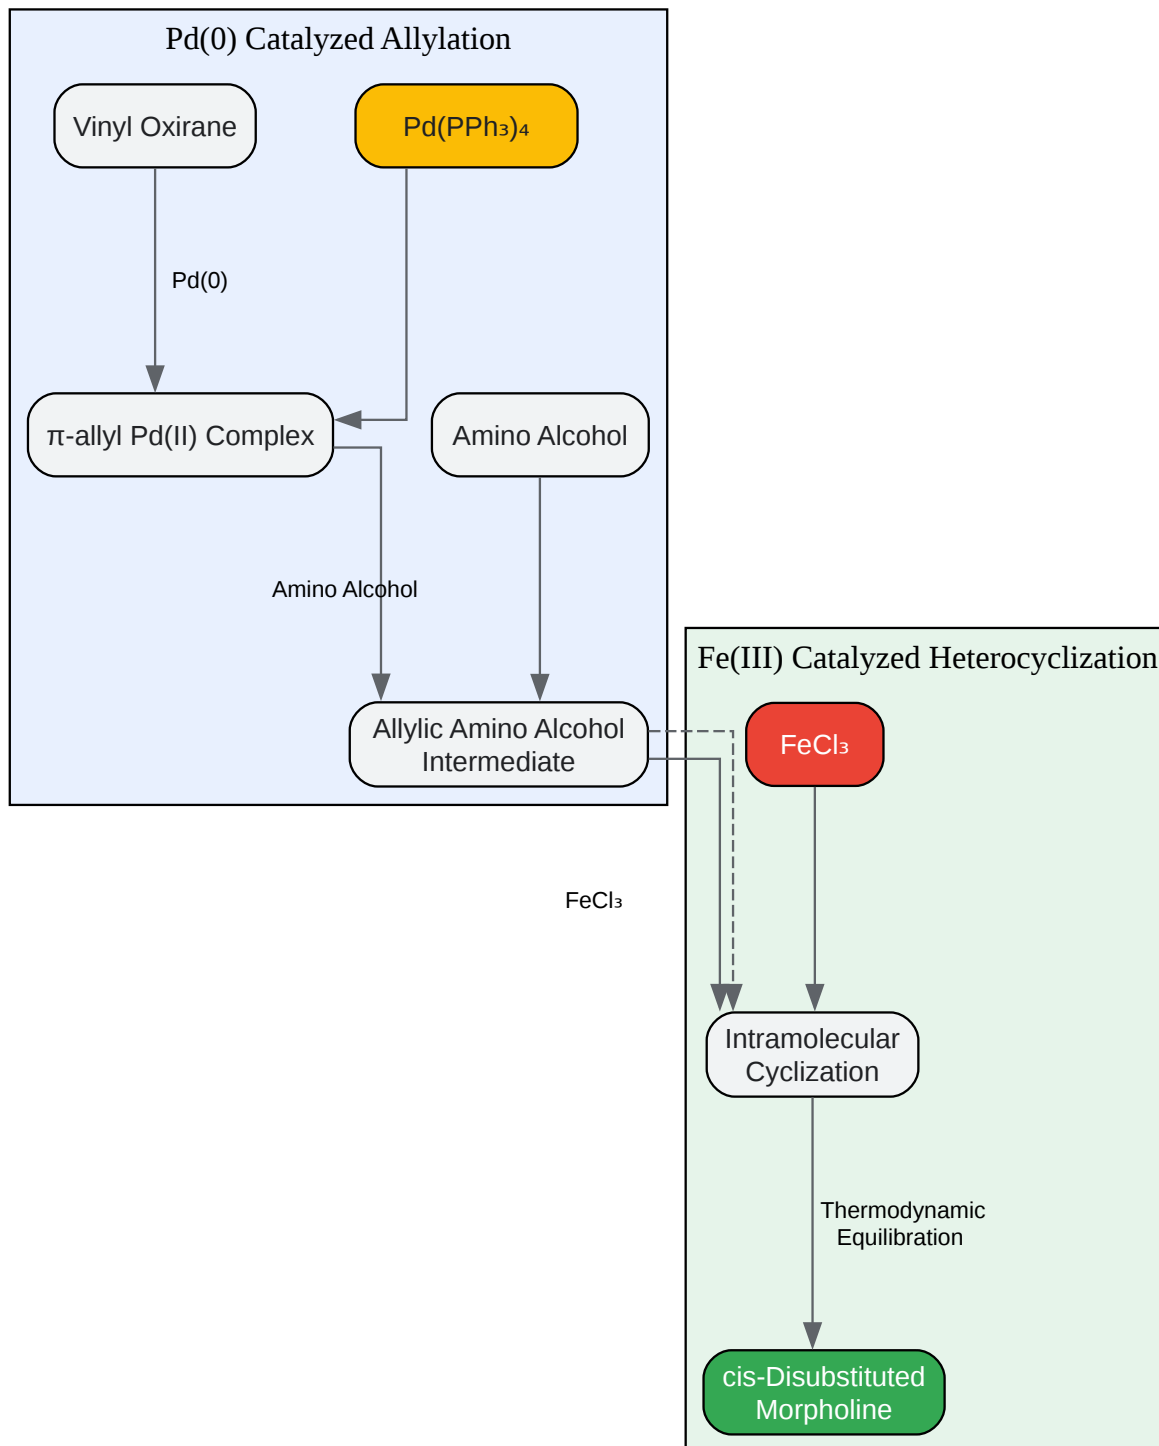 Pd(0) Catalyzed Allylation
Vinyl Oxirane
Pd(PPh₃)₄
Pd(0)
π-allyl Pd(II) Complex
Amino Alcohol
Amino Alcohol
Allylic Amino Alcohol
Intermediate
Fe(III) Catalyzed Heterocyclization
FeCl₃
FeCl₃
Intramolecular
Cyclization
Thermodynamic
Equilibration
cis-Disubstituted
Morpholine